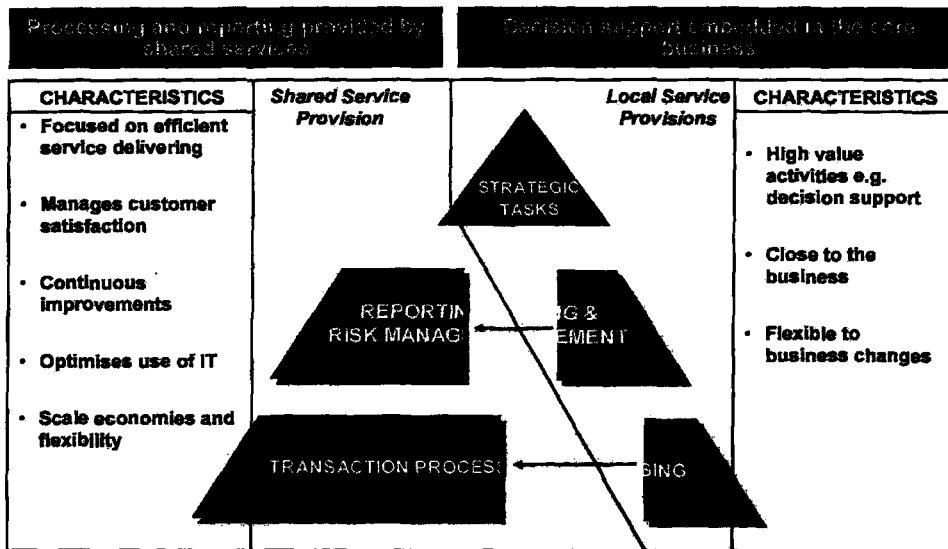 Processing and reporting provided by
shared services
Decision support embedded in the core
business
CHARACTERISTICS
• Focused on efficient
service delivering
• Manages customer
satisfaction
• Continuous
improvements
• Optimises use of IT
• Scale economies and
flexibility
Shared Service
Provision
Local Service
Provisions
STRATEGIC
TASKS
REPORTIN
NG &
RISK MANAG
EMENT
TRANSACTION PROCES
SING
CHARACTERISTICS
• High value
activities e.g.
decision support
• Close to the
business
• Flexible to
business changes